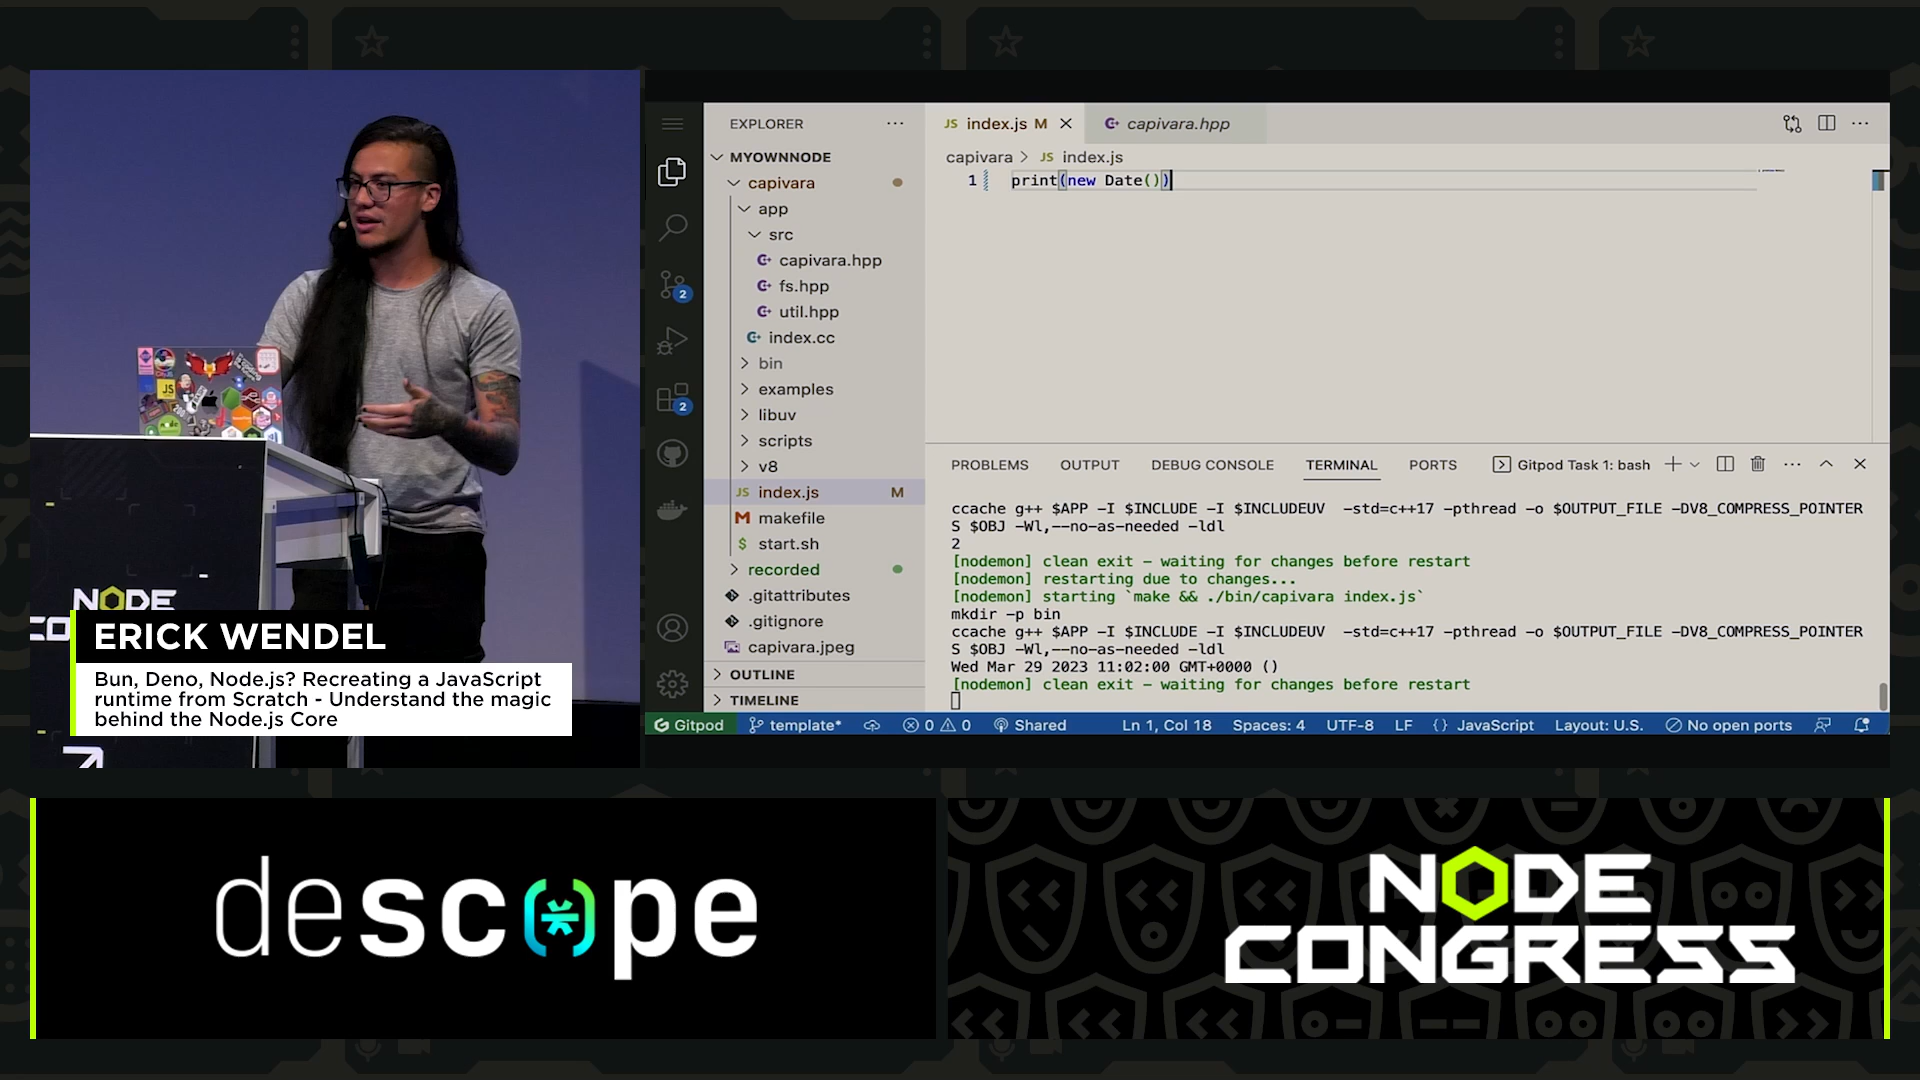 EXPLORER
MYOWNNODE
capivara
app
src
capivara.hpp
fs.hpp
util.hpp
index.cc
bin
examples
libuv
scripts
v8
JS index.js M
makefile
$ start.sh
recorded
.gitattributes
.gitignore
capivara.jpeg
OUTLINE
TIMELINE
2
2
JS index.js M
capivara.hpp
capivara > JS index.js
1 print(new Date())
PROBLEMS OUTPUT DEBUG CONSOLE TERMINAL PORTS Gitpod Task 1: bash
ccache g++ $APP -I $INCLUDE -I $INCLUDEUV -std=c++17 -pthread -o $OUTPUT_FILE -DV8_COMPRESS_POINTER
S $OBJ -Wl,--no-as-needed -ldl
2
[nodemon] clean exit - waiting for changes before restart
[nodemon] restarting due to changes...
[nodemon] starting `make && ./bin/capivara index.js`
mkdir -p bin
ccache g++ $APP -I $INCLUDE -I $INCLUDEUV -std=c++17 -pthread -o $OUTPUT_FILE -DV8_COMPRESS_POINTER
S $OBJ -Wl,--no-as-needed -ldl
Wed Mar 29 2023 11:02:00 GMT+0000 ()
[nodemon] clean exit - waiting for changes before restart
Gitpod template* 0 0 Shared Ln 1, Col 18 Spaces: 4 UTF-8 LF {} JavaScript Layout: U.S. No open ports
JS
node
NODE
ERICK WENDEL
Bun, Deno, Node.js? Recreating a JavaScript
runtime from Scratch - Understand the magic
behind the Node.js Core
descope
NODE
CONGRESS